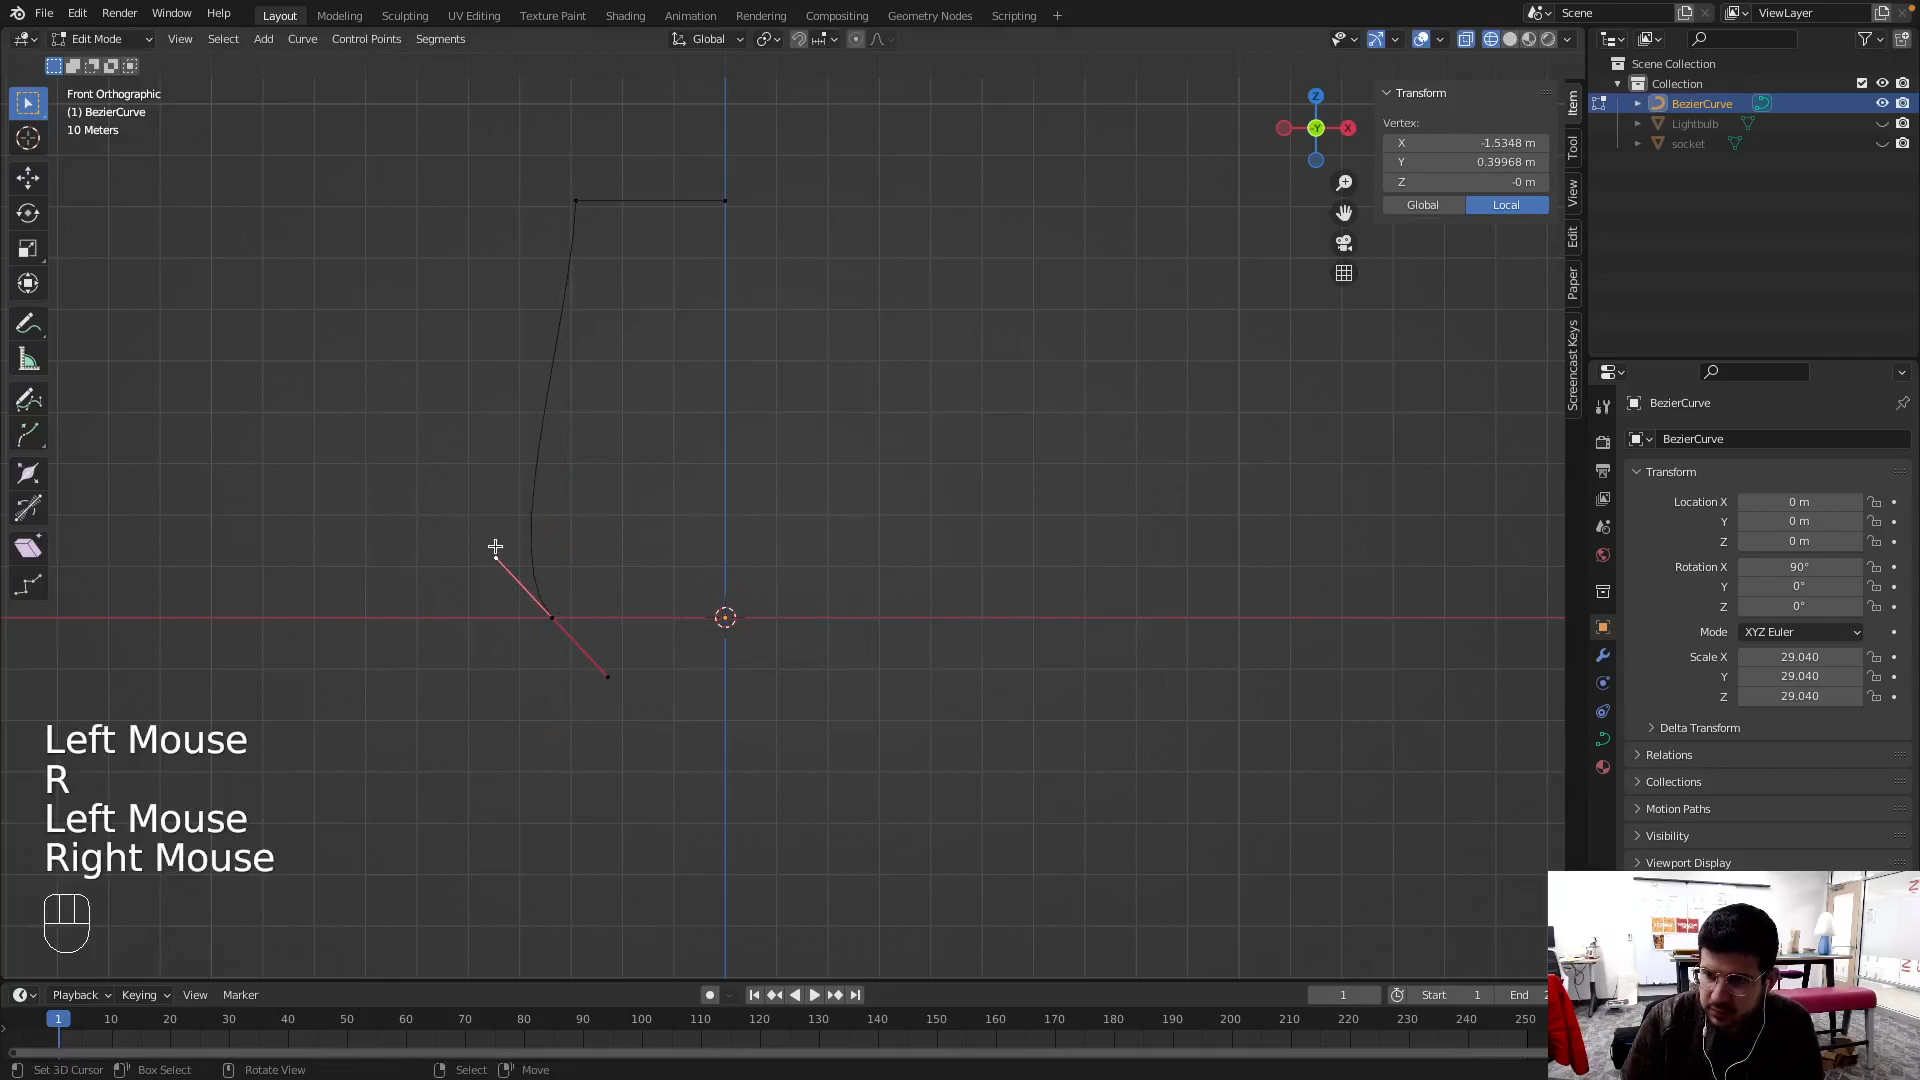 File Edit Render Window Help Layout Modeling Sculpting UV Editing Texture Paint Shading Animation Rendering Compositing Geometry Nodes Scripting + Scene ViewLayer
Edit Mode View Select Add Curve Control Points Segments Global
Front Orthographic
(1) BezierCurve
10 Meters
Z
X
-Y
Transform
Vertex:
X -1.5348 m
Y 0.39968 m
Z -0 m
Global Local
Item
Tool
View
Edit
Paper
Screencast Keys
Scene Collection
Collection
BezierCurve
Lightbulb
socket
BezierCurve
BezierCurve
Transform
Location X 0 m
Y 0 m
Z 0 m
Rotation X 90°
Y 0°
Z 0°
Mode XYZ Euler
Scale X 29.040
Y 29.040
Z 29.040
Delta Transform
Relations
Collections
Motion Paths
Visibility
Viewport Display
Left Mouse
R
Left Mouse
Right Mouse
Playback Keying View Marker 1 Start 1 End
1 10 20 30 40 50 60 70 80 90 100 110 120 130 140 150 160 170 180 190 200 210 220 230 240 250
Set 3D Cursor Box Select Rotate View Select Move